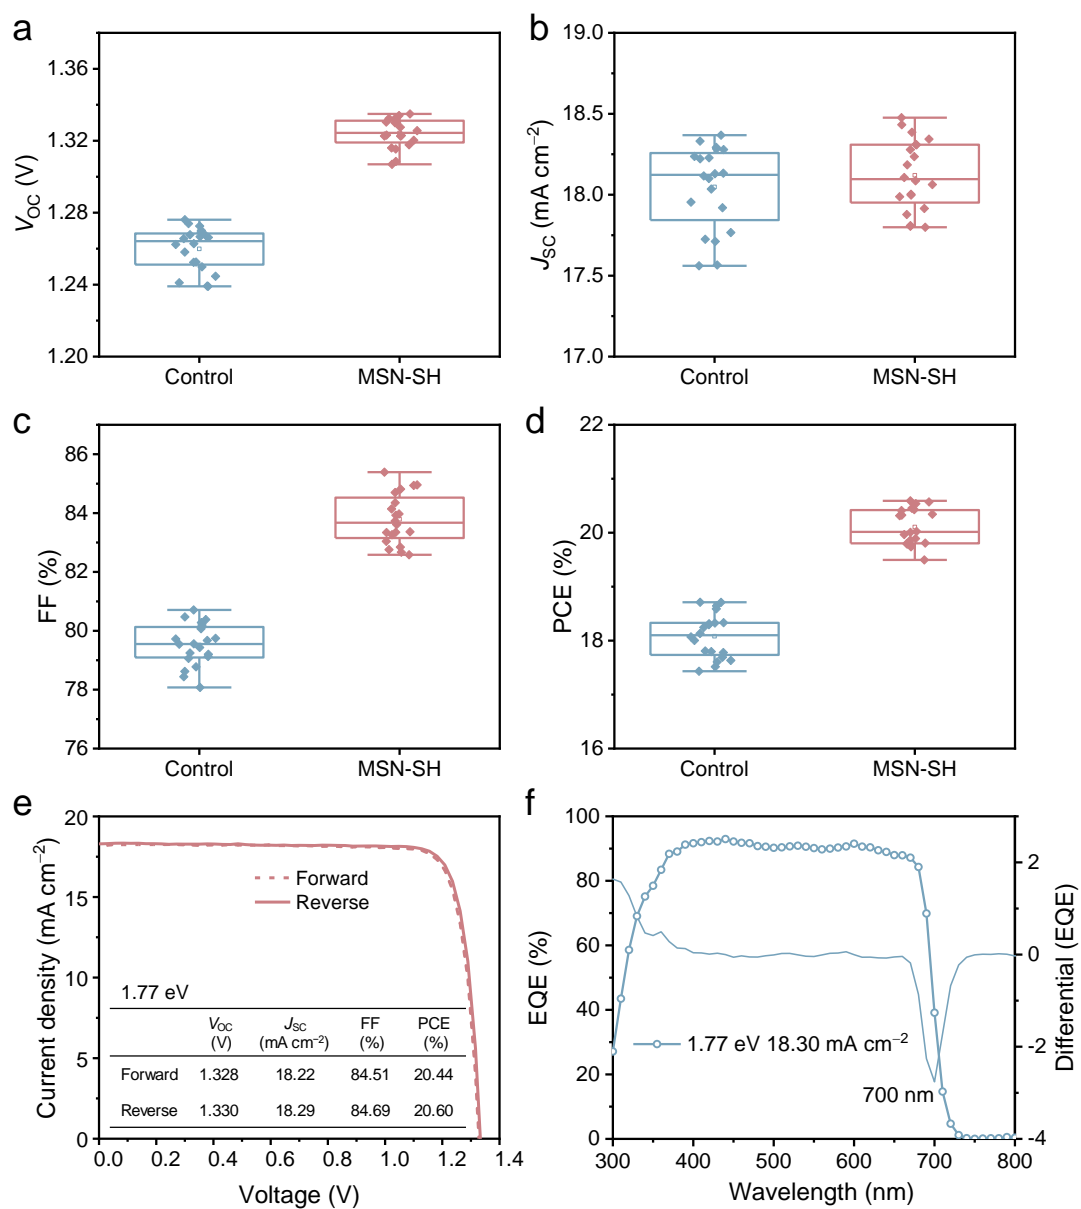 a
V_OC (V)
1.36
1.32
1.28
1.24
1.20
Control MSN-SH
b
J_SC (mA cm⁻²)
19.0
18.5
18.0
17.5
17.0
Control MSN-SH
c
FF (%)
86
84
82
80
78
76
Control MSN-SH
d
PCE (%)
22
20
18
16
Control MSN-SH
e
Current density (mA cm⁻²)
20
15
10
5
0
Forward
Reverse
1.77 eV
V_OC J_SC FF PCE
(V) (mA cm⁻²) (%) (%)
Forward 1.328 18.22 84.51 20.44
Reverse 1.330 18.29 84.69 20.60
0.0 0.2 0.4 0.6 0.8 1.0 1.2 1.4
Voltage (V)
f
EQE (%)
100
80
60
40
20
0
1.77 eV 18.30 mA cm⁻²
700 nm
2
0
-2
-4
Differential (EQE)
300 400 500 600 700 800
Wavelength (nm)